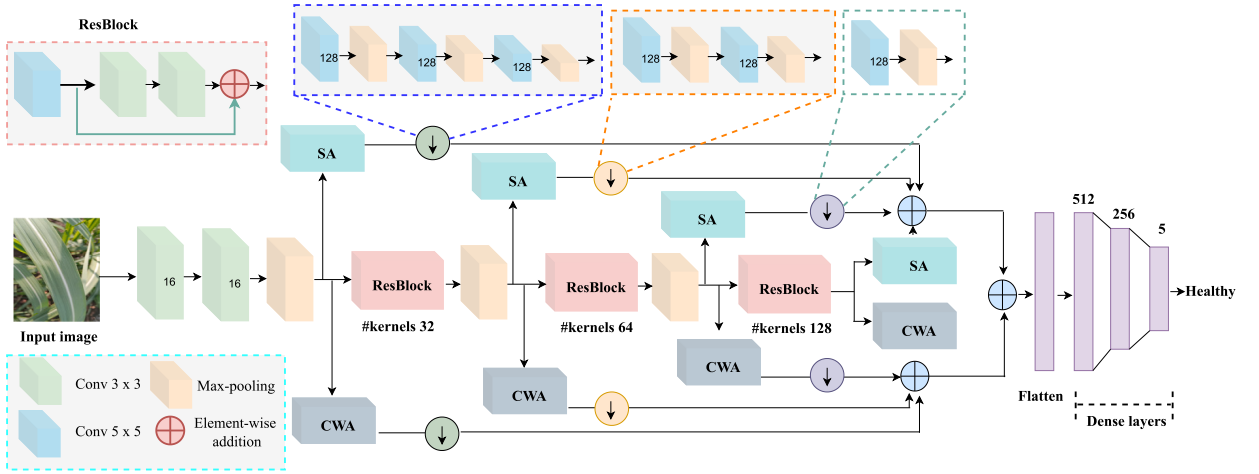 ResBlock
128
128
128
128
128
128
SA
SA
SA
SA
16
16
ResBlock
ResBlock
ResBlock
#kernels 32
#kernels 64
#kernels 128
CWA
CWA
CWA
CWA
Input image
512
256
5
Healthy
Flatten
Dense layers
Conv 3 x 3
Max-pooling
Conv 5 x 5
Element-wise
addition